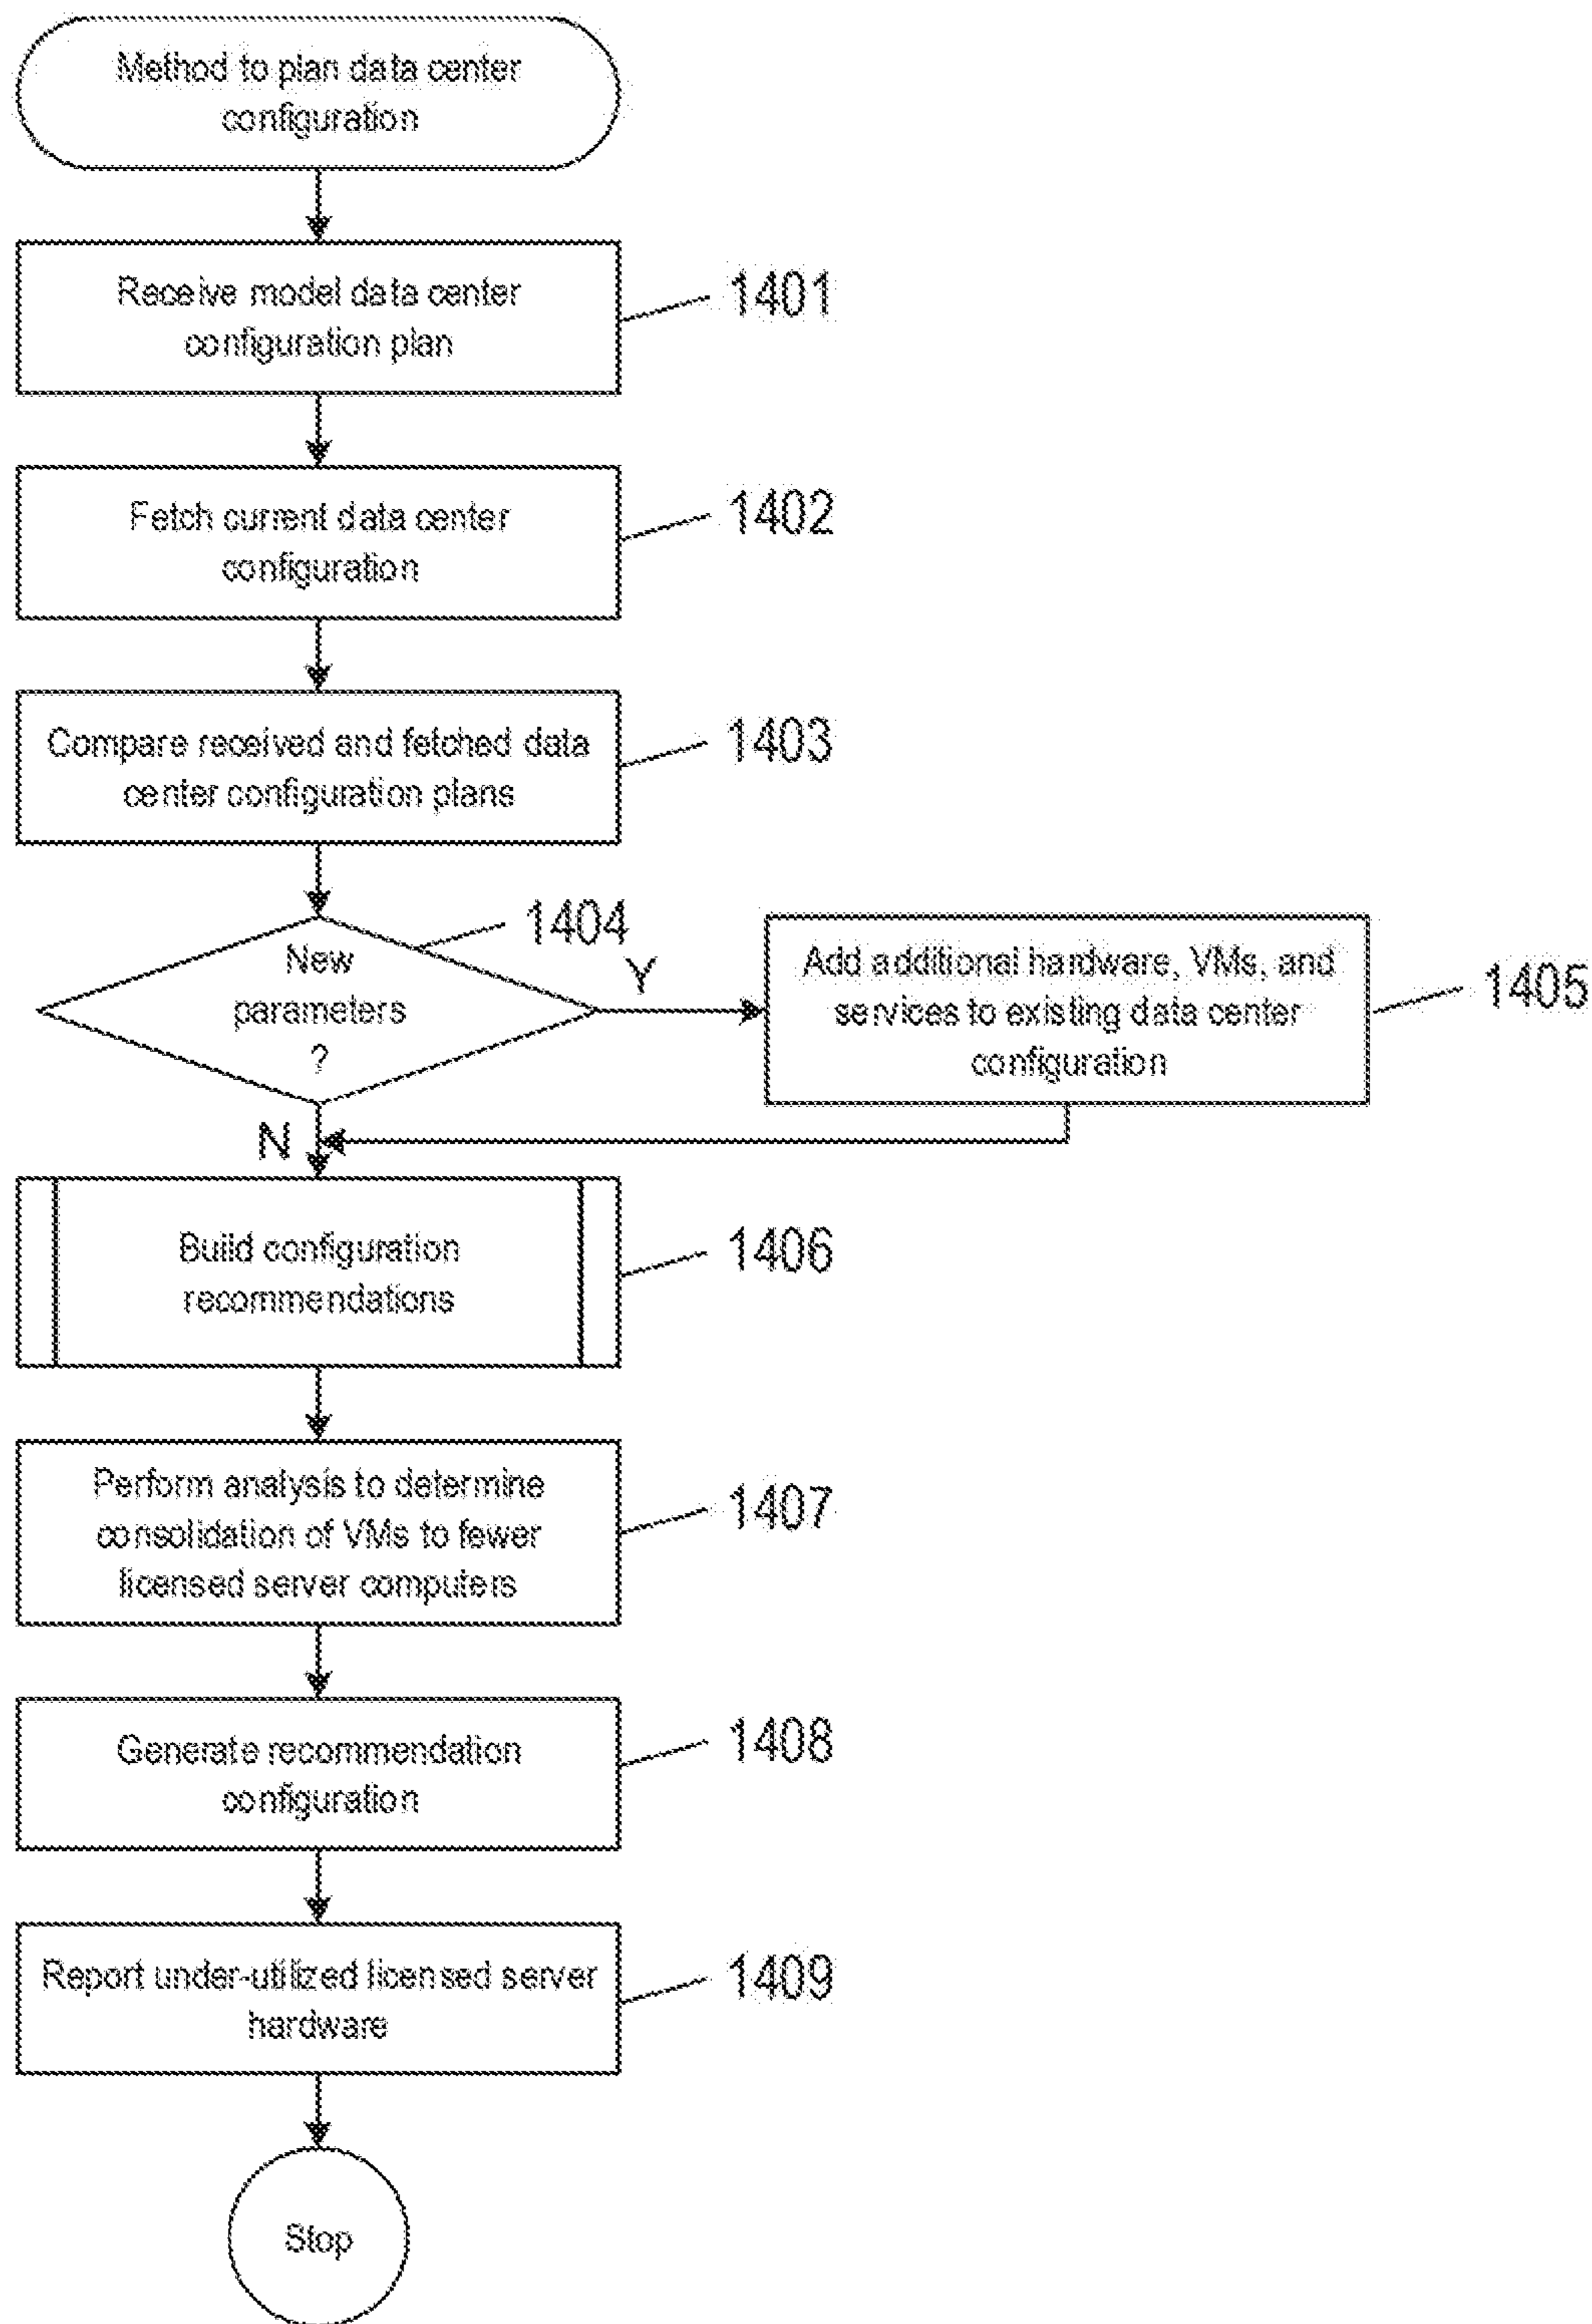 Method to plan data center
configuration
Receive model data center
configuration plan
1401
Fetch current data center
configuration
1402
Compare received and fetched data
center configuration plans
1403
New
parameters
?
1404
Y
Add additional hardware, VMs, and
services to existing data center
configuration
1405
N
Build configuration
recommendations
1406
Perform analysis to determine
consolidation of VMs to fewer
licensed server computers
1407
Generate recommendation
configuration
1408
Report under-utilized licensed server
hardware
1409
Stop